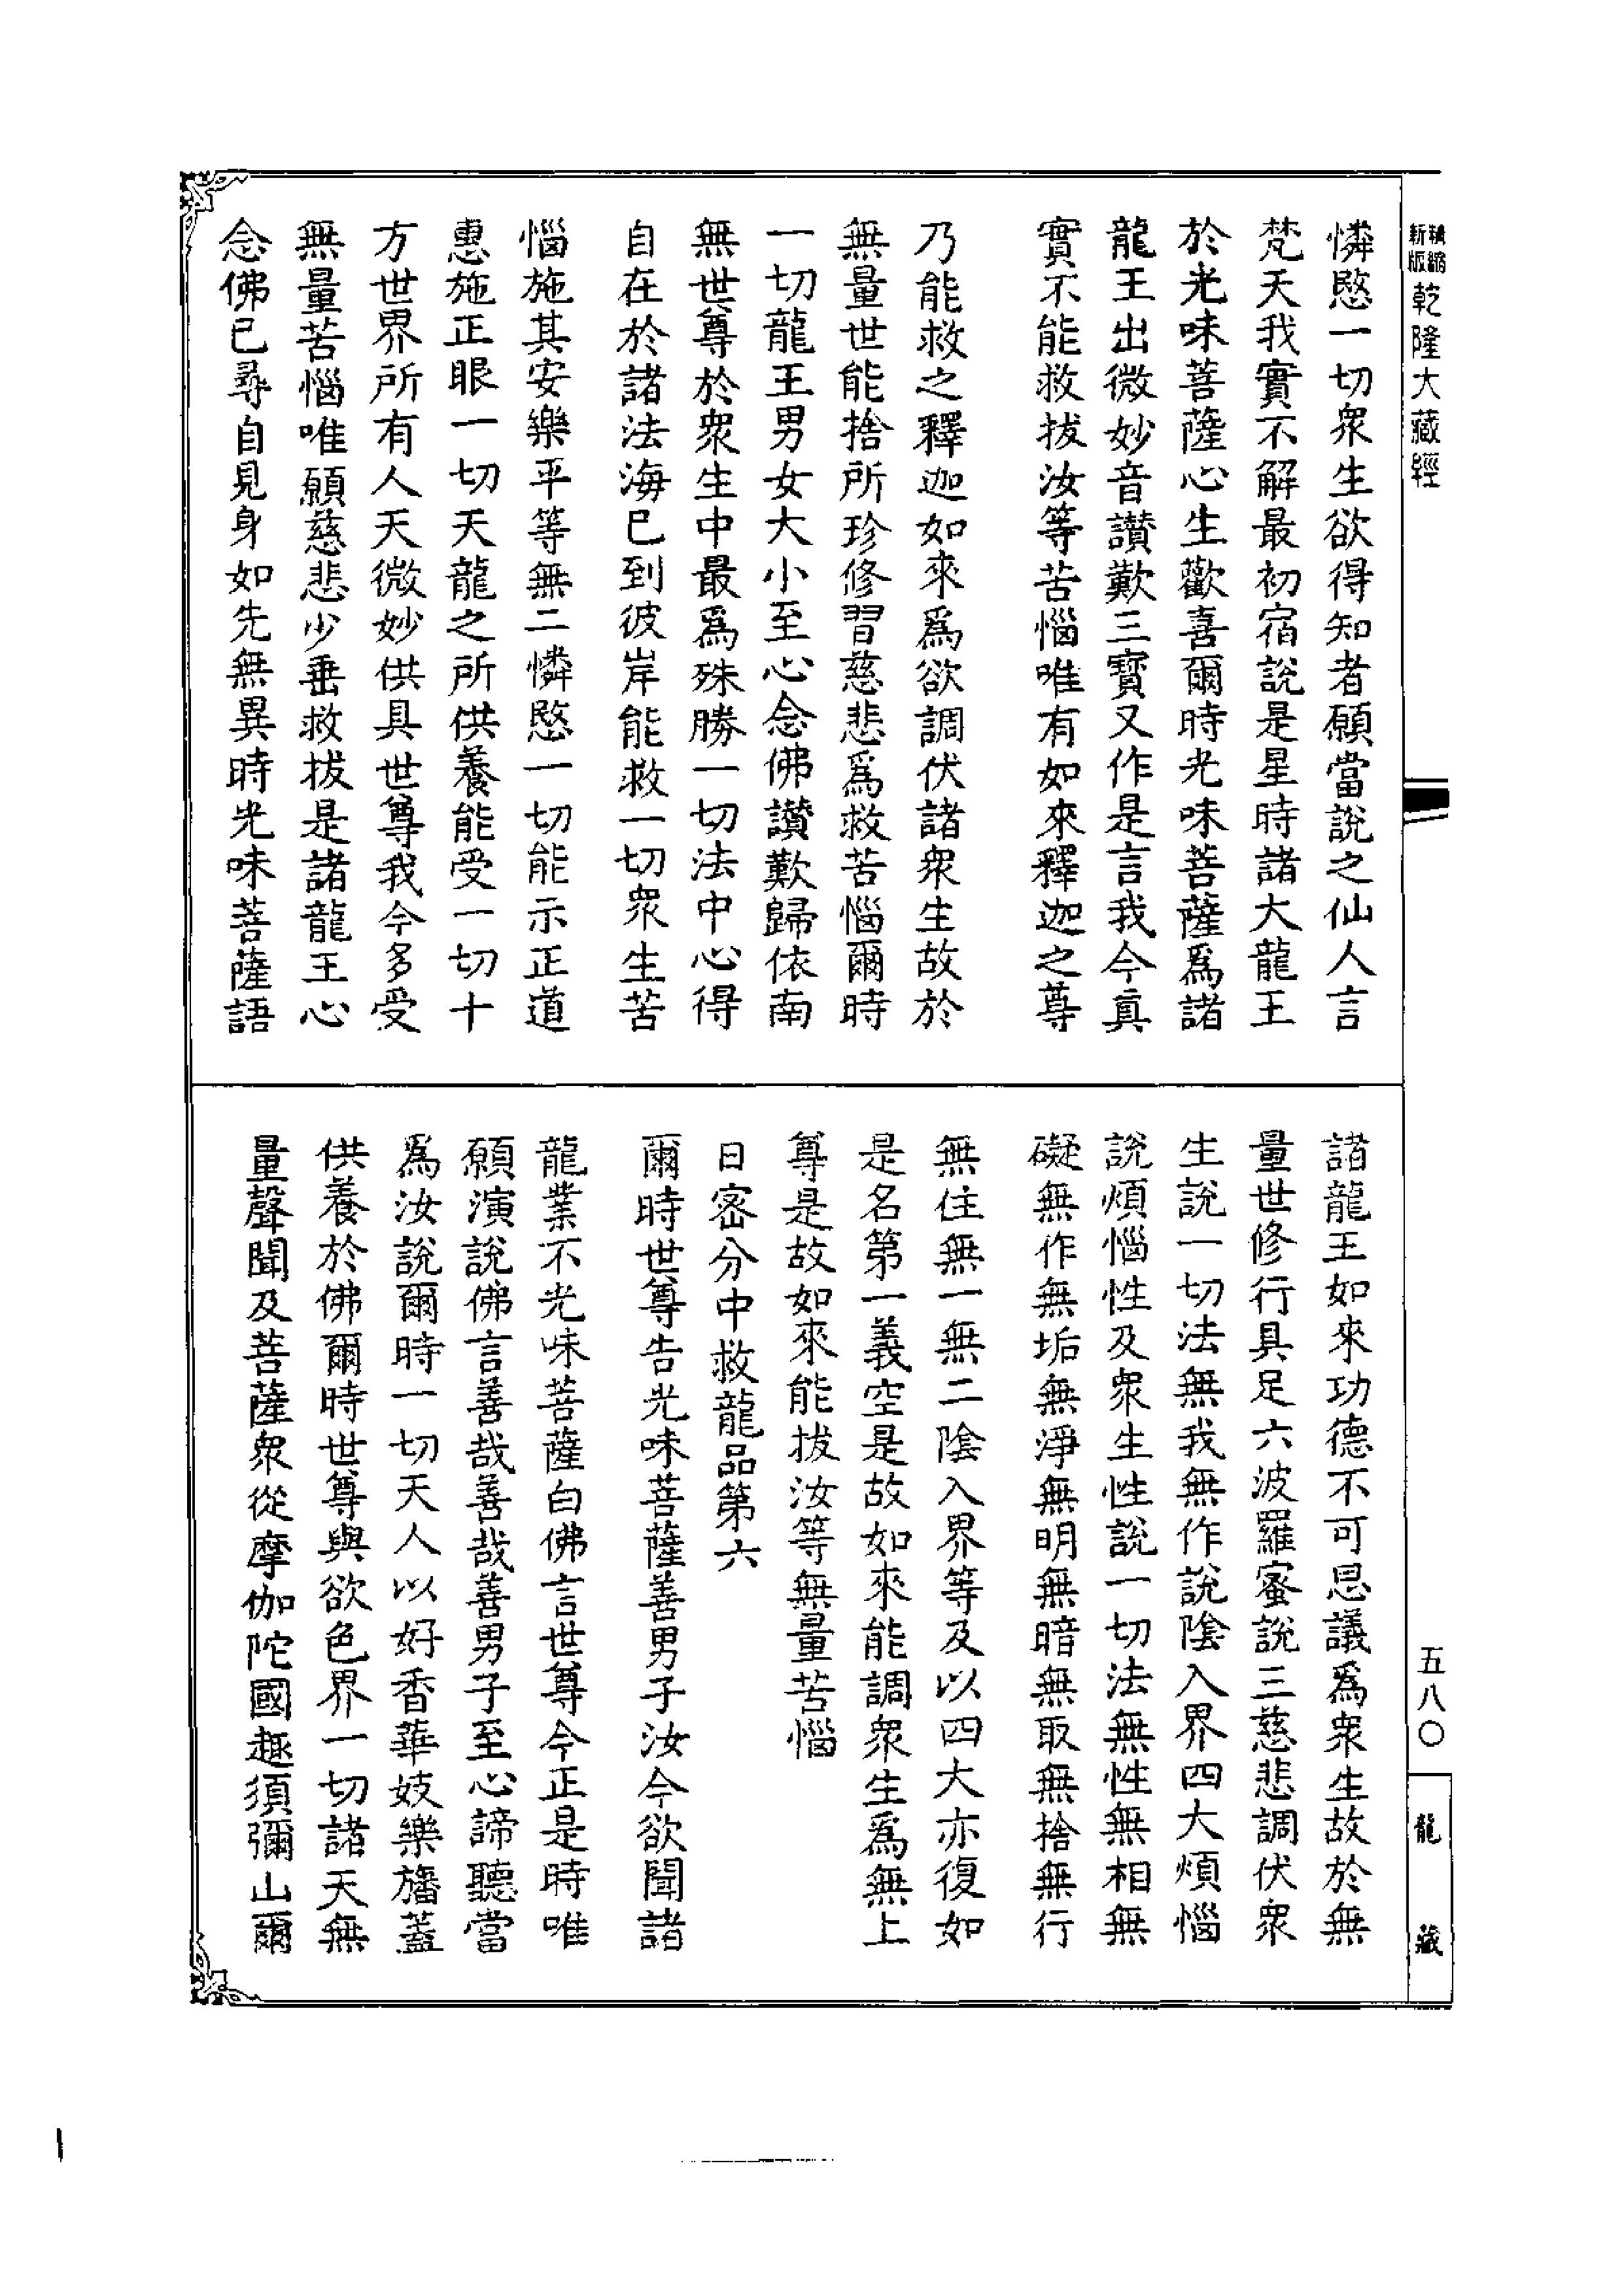 新編縮版乾隆大藏經
憐愍一切衆生欲得知者願當說之仙人言
梵天我實不解最初宿說是星時諸大龍王
於光味菩薩心生歡喜爾時光味菩薩爲諸
龍王出微妙音讚歎三寶又作是言我今真
實不能救拔汝等苦惱唯有如來釋迦之尊
乃能救之釋迦如來爲欲調伏諸衆生故於
無量世能捨所珍修習慈悲爲救苦惱爾時
一切龍王男女大小至心念佛讚歎歸依南
無世尊於衆生中最爲殊勝一切法中心得
自在於諸法海已到彼岸能救一切衆生苦
惱施其安樂平等無二憐愍一切能示正道
惠施正眼一切天龍之所供養能受一切十
方世界所有人天微妙供具世尊我今多受
無量苦惱唯願慈悲少垂救拔是諸龍王心
念佛已尋自見身如先無異時光味菩薩語
諸龍王如來功德不可思議爲衆生故於無
量世修行具足六波羅蜜說三慈悲調伏衆
生說一切法無我無作說陰入界四大煩惱
說煩惱性及衆生性說一切法無性無相無
礙無作無垢無淨無明無暗無取無捨無行
無住無一無二陰入界等及以四大亦復如
是名第一義空是故如來能調衆生爲無上
尊是故如來能拔汝等無量苦惱
日密分中救龍品第六
爾時世尊告光味菩薩善男子汝今欲聞諸
龍業不光味菩薩白佛言世尊今正是時唯
願演說佛言善哉善哉善男子至心諦聽當
爲汝說爾時一切天人以好香華妓樂旛蓋
供養於佛爾時世尊與欲色界一切諸天無
量聲聞及菩薩衆從摩伽陀國趣須彌山爾
五八〇
龍藏